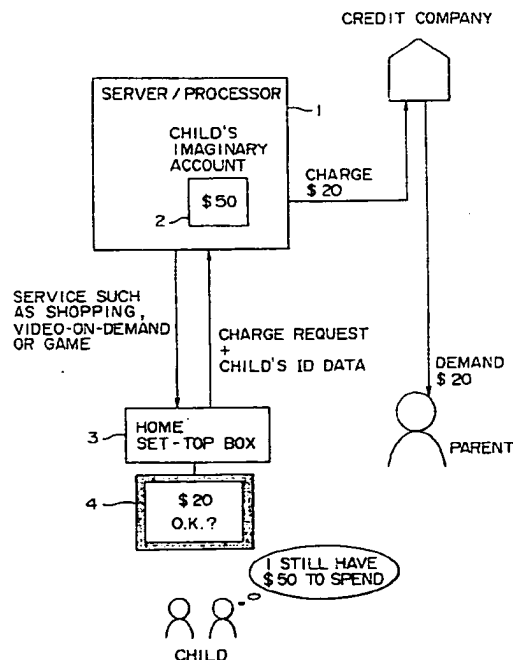 CREDIT COMPANY
SERVER/PROCESSOR
1
CHILD'S
IMAGINARY
ACCOUNT
2
$50
CHARGE
$20
SERVICE SUCH
AS SHOPPING,
VIDEO-ON-DEMAND
OR GAME
CHARGE REQUEST
+
CHILD'S ID DATA
DEMAND
$20
PARENT
3
HOME
SET-TOP BOX
4
$20
O.K.?
I STILL HAVE
$50 TO SPEND
CHILD